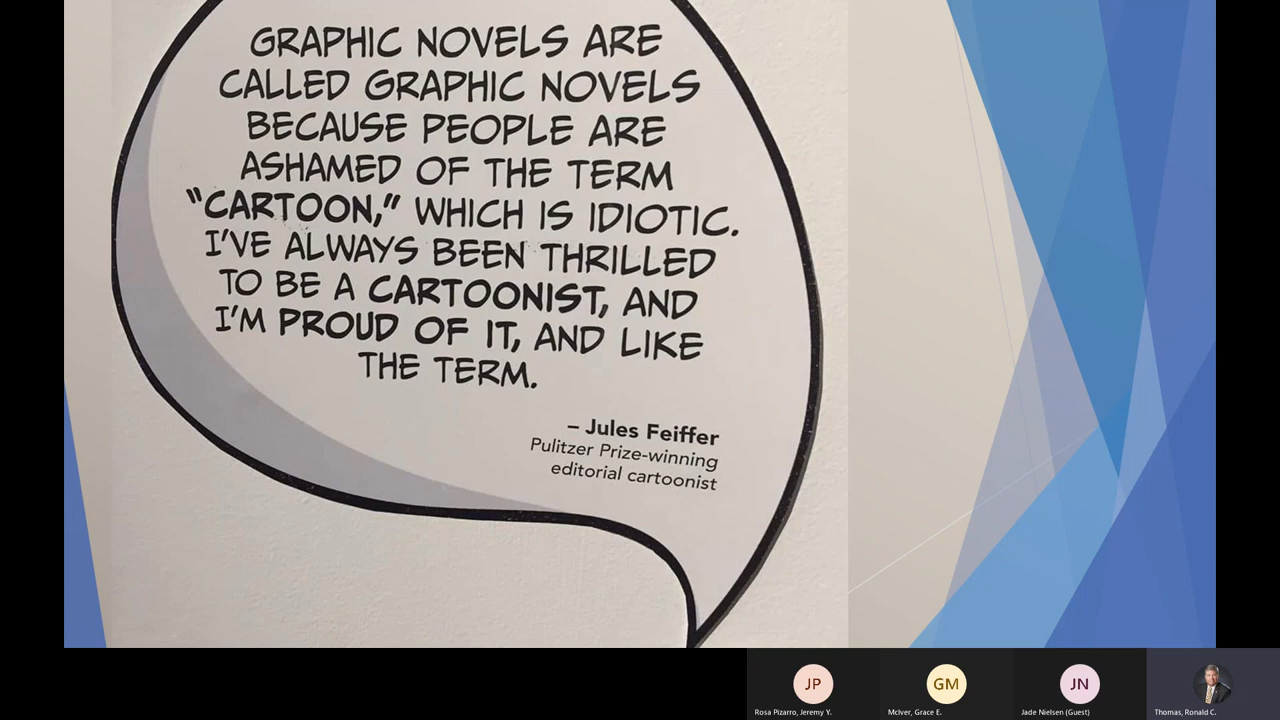 GRAPHIC NOVELS ARE
CALLED GRAPHIC NOVELS
BECAUSE PEOPLE ARE
ASHAMED OF THE TERM
“CARTOON,” WHICH IS IDIOTIC.
I'VE ALWAYS BEEN THRILLED
TO BE A CARTOONIST, AND
I'M PROUD OF IT, AND LIKE
THE TERM.
– Jules Feiffer
Pulitzer Prize-winning
editorial cartoonist
JP
GM
JN
Rosa Pizarro, Jeremy Y.
McIver, Grace E.
Jade Nielsen (Guest)
Thomas, Ronald C.